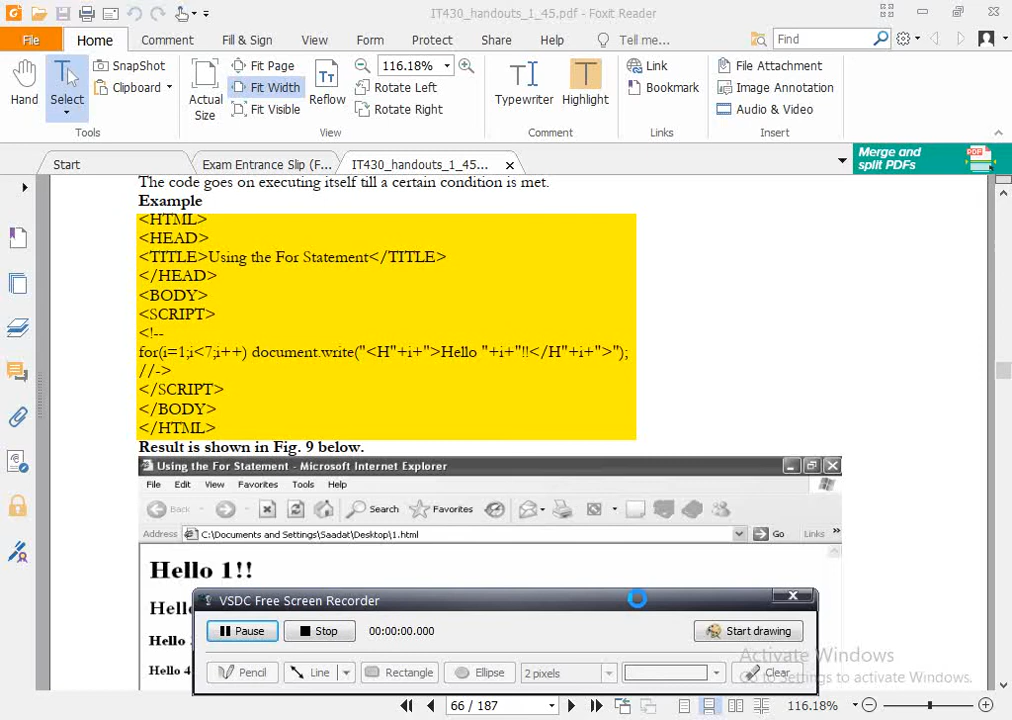 IT430_handouts_1_45.pdf - Foxit Reader
File Home Comment Fill & Sign View Form Protect Share Help Tell me... Find
SnapShot Fit Page 116.18% Link File Attachment
Hand Select Clipboard Actual Size Fit Width Reflow Rotate Left Typewriter Highlight Bookmark Image Annotation
Fit Visible Rotate Right Audio & Video
Tools View Comment Links Insert
Start Exam Entrance Slip (F... IT430_handouts_1_45... Merge and split PDFs
The code goes on executing itself till a certain condition is met.
Example
<HTML>
<HEAD>
<TITLE>Using the For Statement</TITLE>
</HEAD>
<BODY>
<SCRIPT>
<!--
for(i=1;i<7;i++) document.write("<H"+i+">Hello "+i+"!!</H"+i+">");
//->
</SCRIPT>
</BODY>
</HTML>
Result is shown in Fig. 9 below.
Using the For Statement - Microsoft Internet Explorer
File Edit View Favorites Tools Help
Back Search Favorites
Address C:\Documents and Settings\Saadat\Desktop\1.html Go Links »
Hello 1!!
VSDC Free Screen Recorder
Hello
Pause Stop 00:00:00.000 Start drawing
Hello
Activate Windows
Hello 4
Pencil Line Rectangle Ellipse 2 pixels Clear
Go to Settings to activate Windows.
66 / 187 116.18%